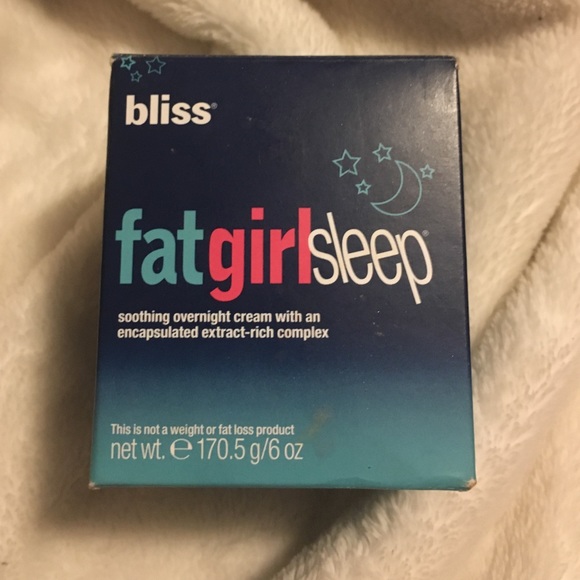 bliss®
fatgirlsleep®
soothing overnight cream with an
encapsulated extract-rich complex
This is not a weight or fat loss product
net wt. ℮ 170.5 g/6 oz